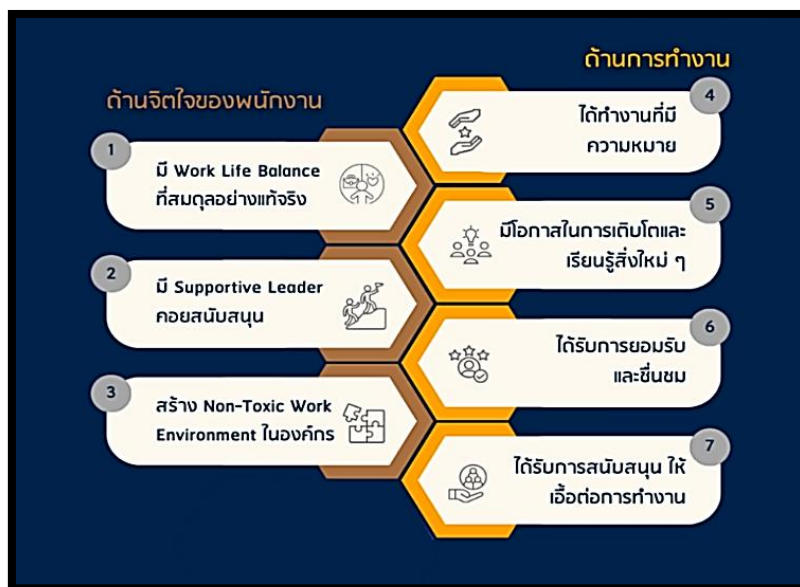 ด้านจิตใจของพนักงาน
1
มี Work Life Balance
ที่สมดุลอย่างแท้จริง
2
มี Supportive Leader
คอยสนับสนุน
3
สร้าง Non-Toxic Work
Environment ในองค์กร
ด้านการทำงาน
4
ได้ทำงานที่มี
ความหมาย
5
มีโอกาสในการเติบโตและ
เรียนรู้สิ่งใหม่ ๆ
6
ได้รับการยอมรับ
และชื่นชม
7
ได้รับการสนับสนุน ให้
เอื้อต่อการทำงาน